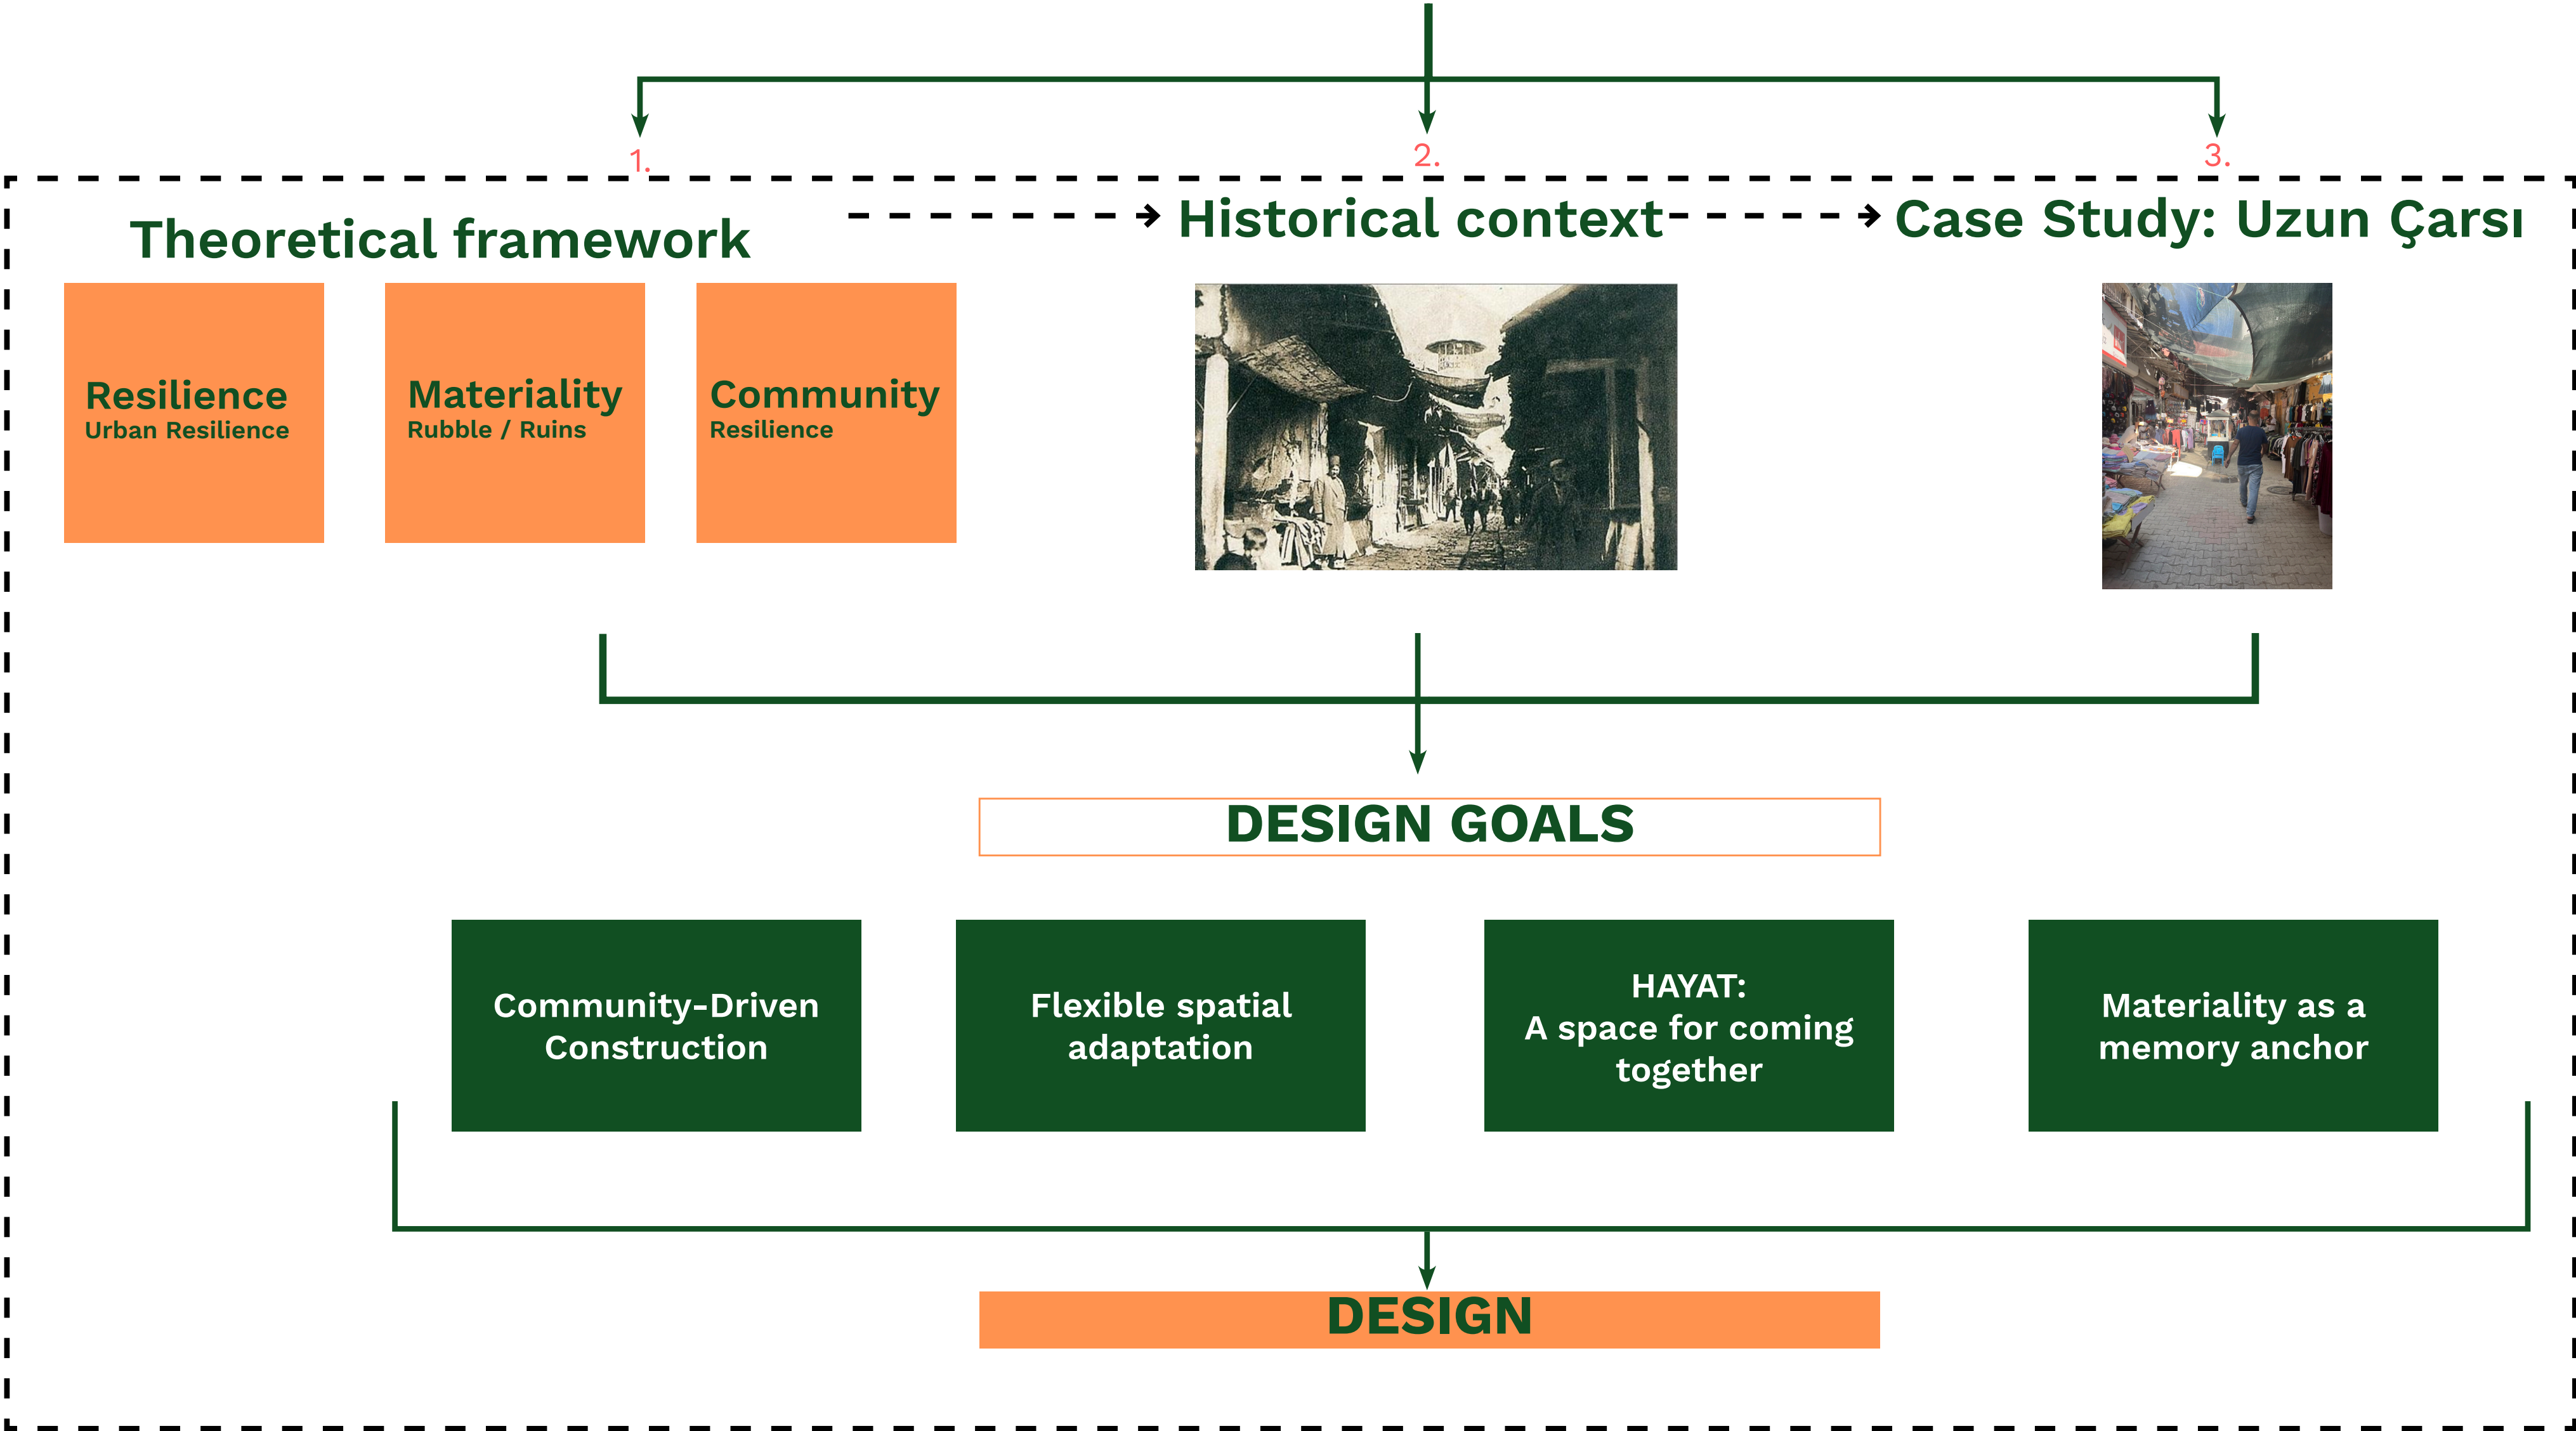 1.
2.
3.
Theoretical framework
Historical context
Case Study: Uzun Çarsı
Resilience
Urban Resilience
Materiality
Rubble / Ruins
Community
Resilience
DESIGN GOALS
Community-Driven
Construction
Flexible spatial
adaptation
HAYAT:
A space for coming
together
Materiality as a
memory anchor
DESIGN